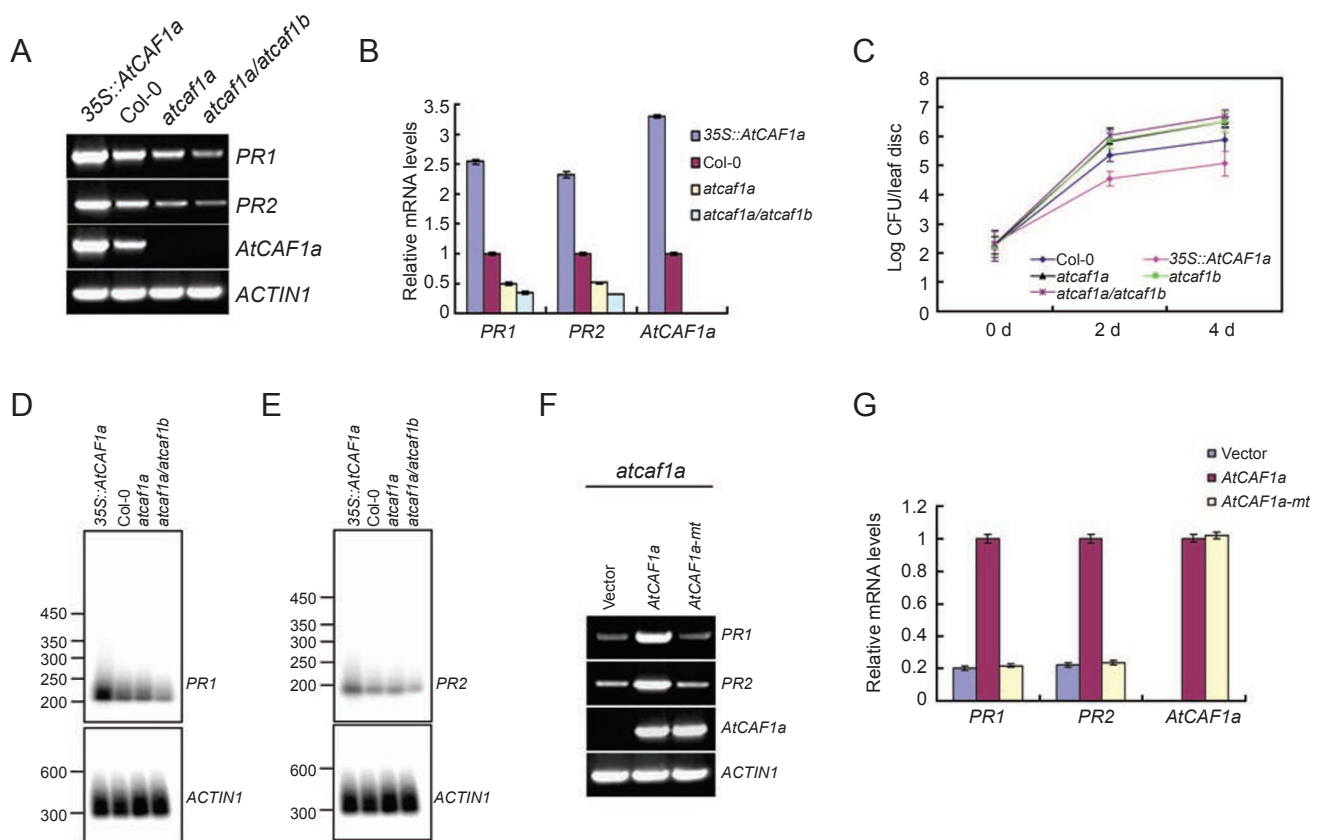 A
35S::AtCAF1a
Col-0
atcaf1a
atcaf1a/atcaf1b
PR1
PR2
AtCAF1a
ACTIN1
B
Relative mRNA levels
3.5
3
2.5
2
1.5
1
0.5
0
PR1
PR2
AtCAF1a
35S::AtCAF1a
Col-0
atcaf1a
atcaf1a/atcaf1b
C
Log CFU/leaf disc
8
7
6
5
4
3
2
1
0
Col-0
35S::AtCAF1a
atcaf1a
atcaf1b
atcaf1a/atcaf1b
0 d
2 d
4 d
D
35S::AtCAF1a
Col-0
atcaf1a
atcaf1a/atcaf1b
450
350
300
250
200
PR1
600
300
ACTIN1
E
35S::AtCAF1a
Col-0
atcaf1a
atcaf1a/atcaf1b
450
350
300
250
200
PR2
600
300
ACTIN1
F
atcaf1a
Vector
AtCAF1a
AtCAF1a-mt
PR1
PR2
AtCAF1a
ACTIN1
G
Vector
AtCAF1a
AtCAF1a-mt
Relative mRNA levels
1.2
1
0.8
0.6
0.4
0.2
0
PR1
PR2
AtCAF1a